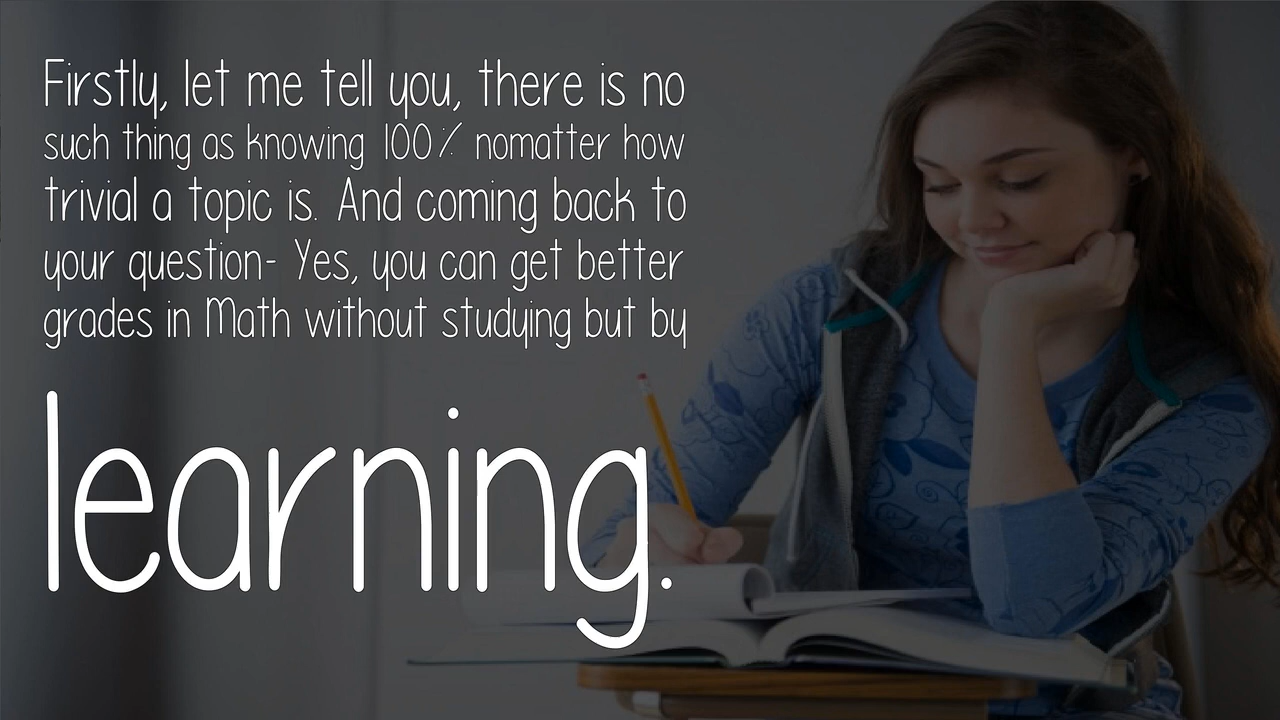 Firstly, let me tell you, there is no
such thing as knowing 100% nomatter how
trivial a topic is. And coming back to
your question- Yes, you can get better
grades in Math without studying but by
learning.